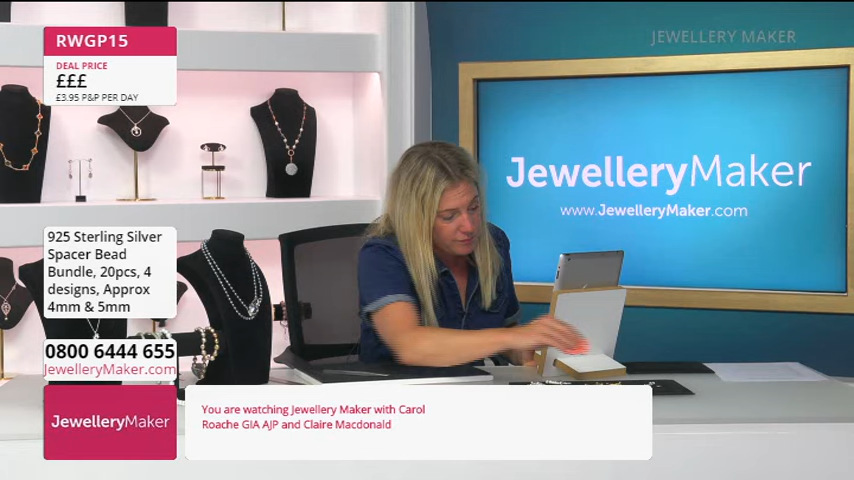 RWGP15
DEAL PRICE
£££
£3.95 P&P PER DAY
JEWELLERY MAKER
JewelleryMaker
www.JewelleryMaker.com
925 Sterling Silver
Spacer Bead
Bundle, 20pcs, 4
designs, Approx
4mm & 5mm
0800 6444 655
JewelleryMaker.com
JewelleryMaker
You are watching Jewellery Maker with Carol
Roache GIA AJP and Claire Macdonald